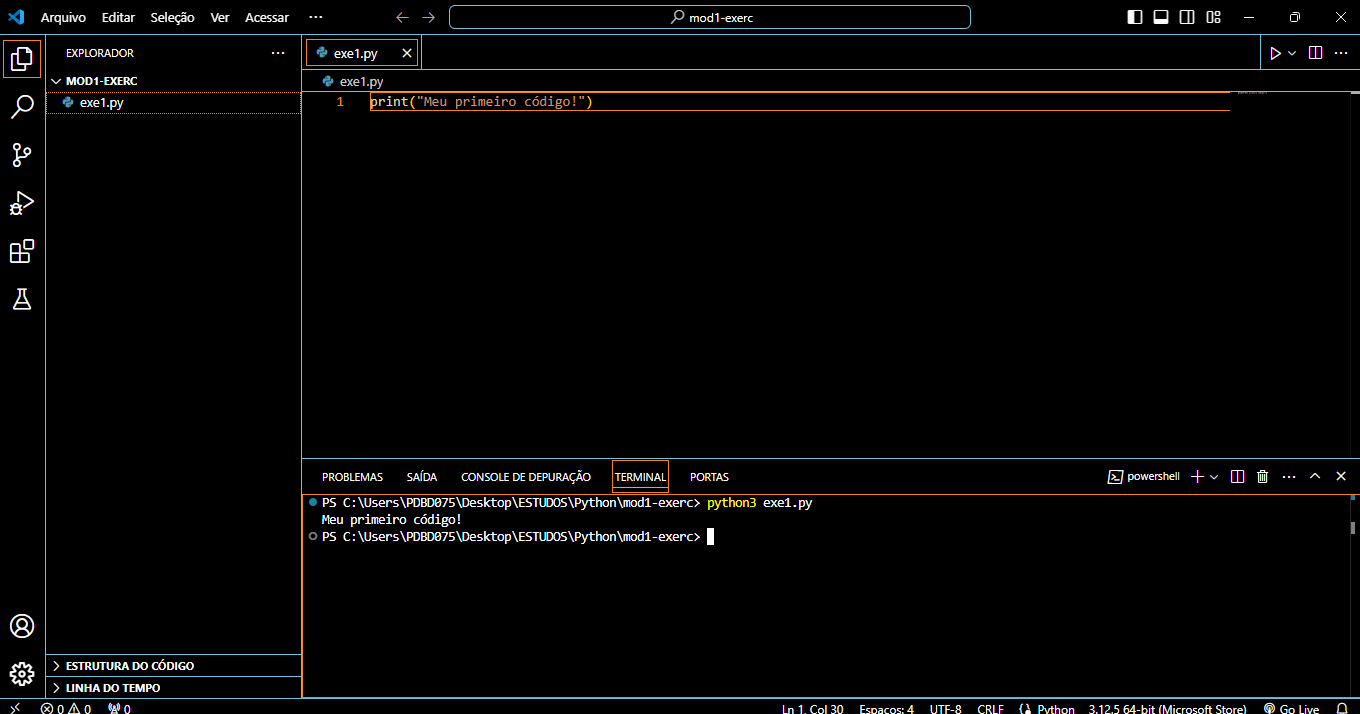 Arquivo Editar Seleção Ver Acessar ··· mod1-exerc
EXPLORADOR ···
MOD1-EXERC
exe1.py
ESTRUTURA DO CÓDIGO
LINHA DO TEMPO
exe1.py
exe1.py
1 print("Meu primeiro código!")
PROBLEMAS SAÍDA CONSOLE DE DEPURAÇÃO TERMINAL PORTAS powershell
PS C:\Users\PDBD075\Desktop\ESTUDOS\Python\mod1-exerc> python3 exe1.py
Meu primeiro código!
PS C:\Users\PDBD075\Desktop\ESTUDOS\Python\mod1-exerc>
0 0 0 Ln 1, Col 30 Espaços: 4 UTF-8 CRLF Python 3.12.5 64-bit (Microsoft Store) Go Live